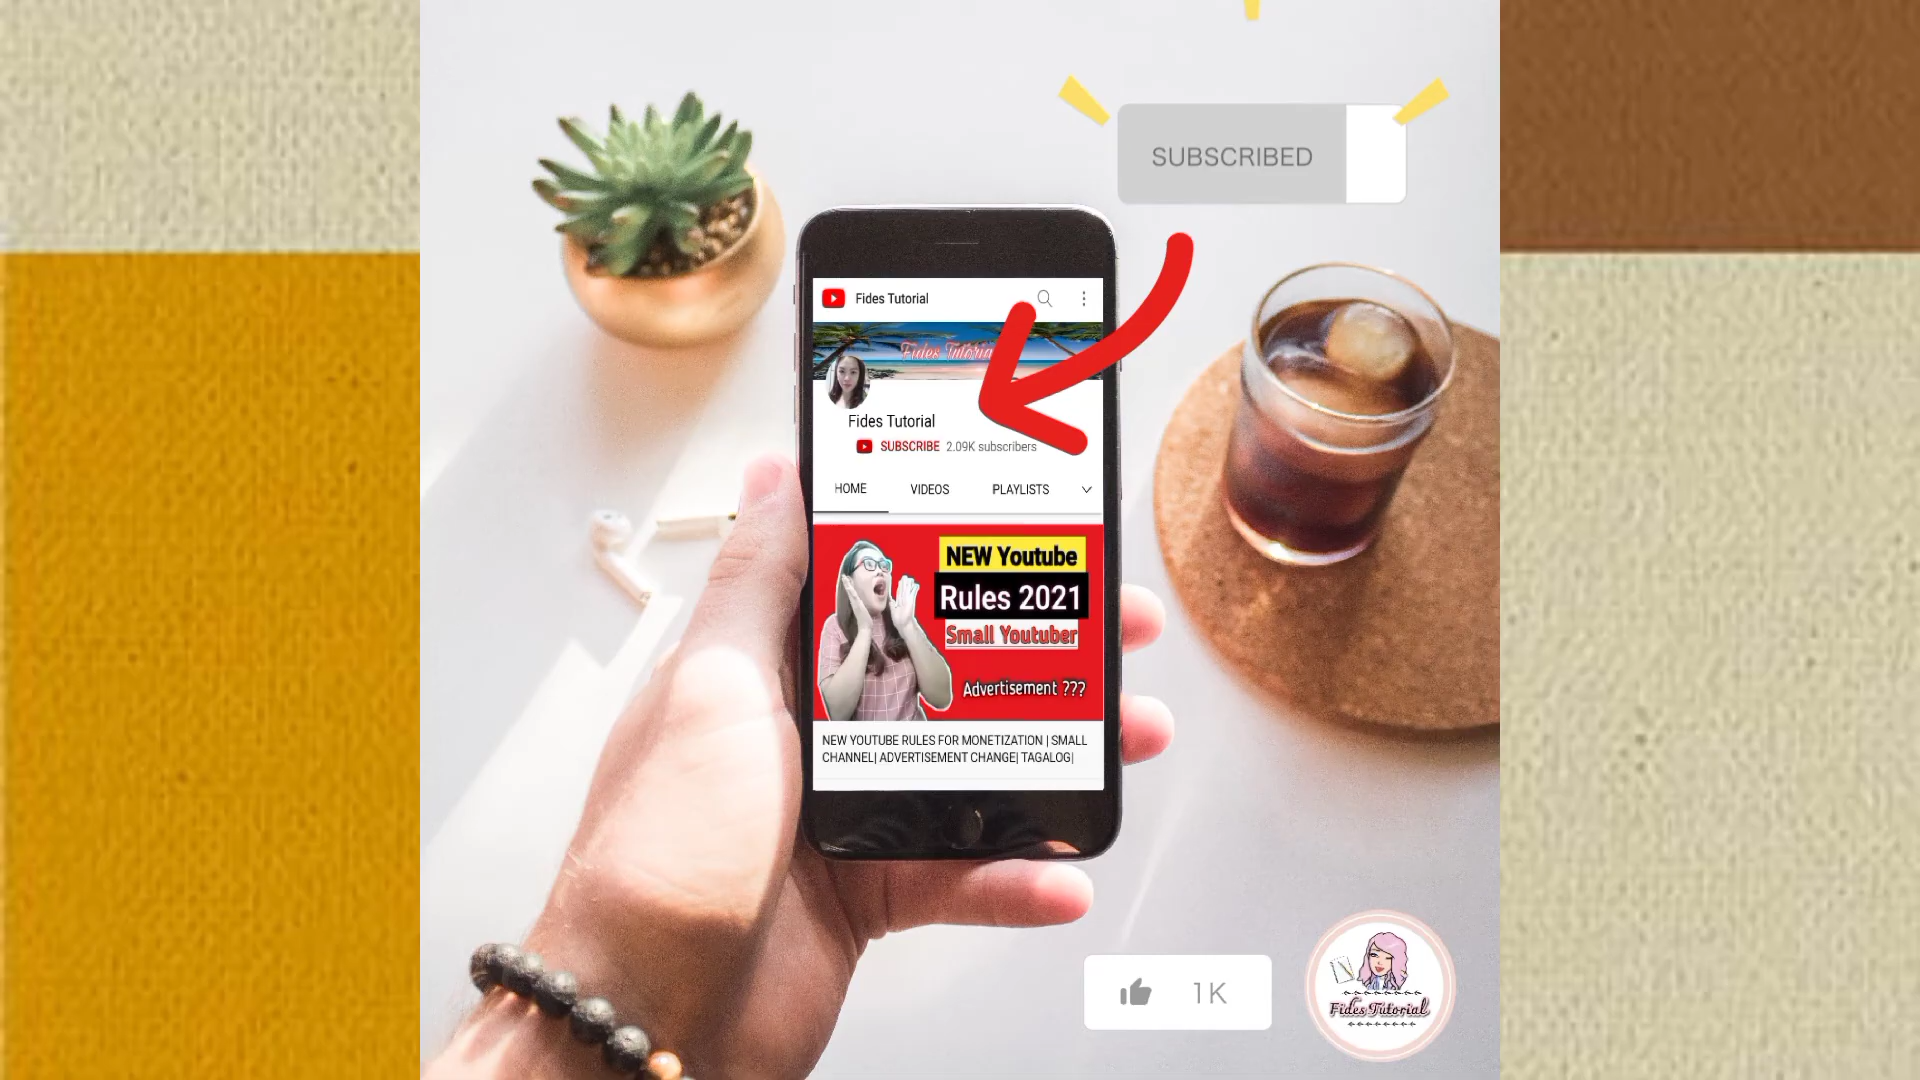 SUBSCRIBED
Fides Tutorial
Fides Tutorial
Fides Tutorial
SUBSCRIBE 2.09K subscribers
HOME VIDEOS PLAYLISTS
NEW Youtube
Rules 2021
Small Youtuber
Advertisement ???
NEW YOUTUBE RULES FOR MONETIZATION | SMALL
CHANNEL| ADVERTISEMENT CHANGE| TAGALOG|
1K
Fides Tutorial